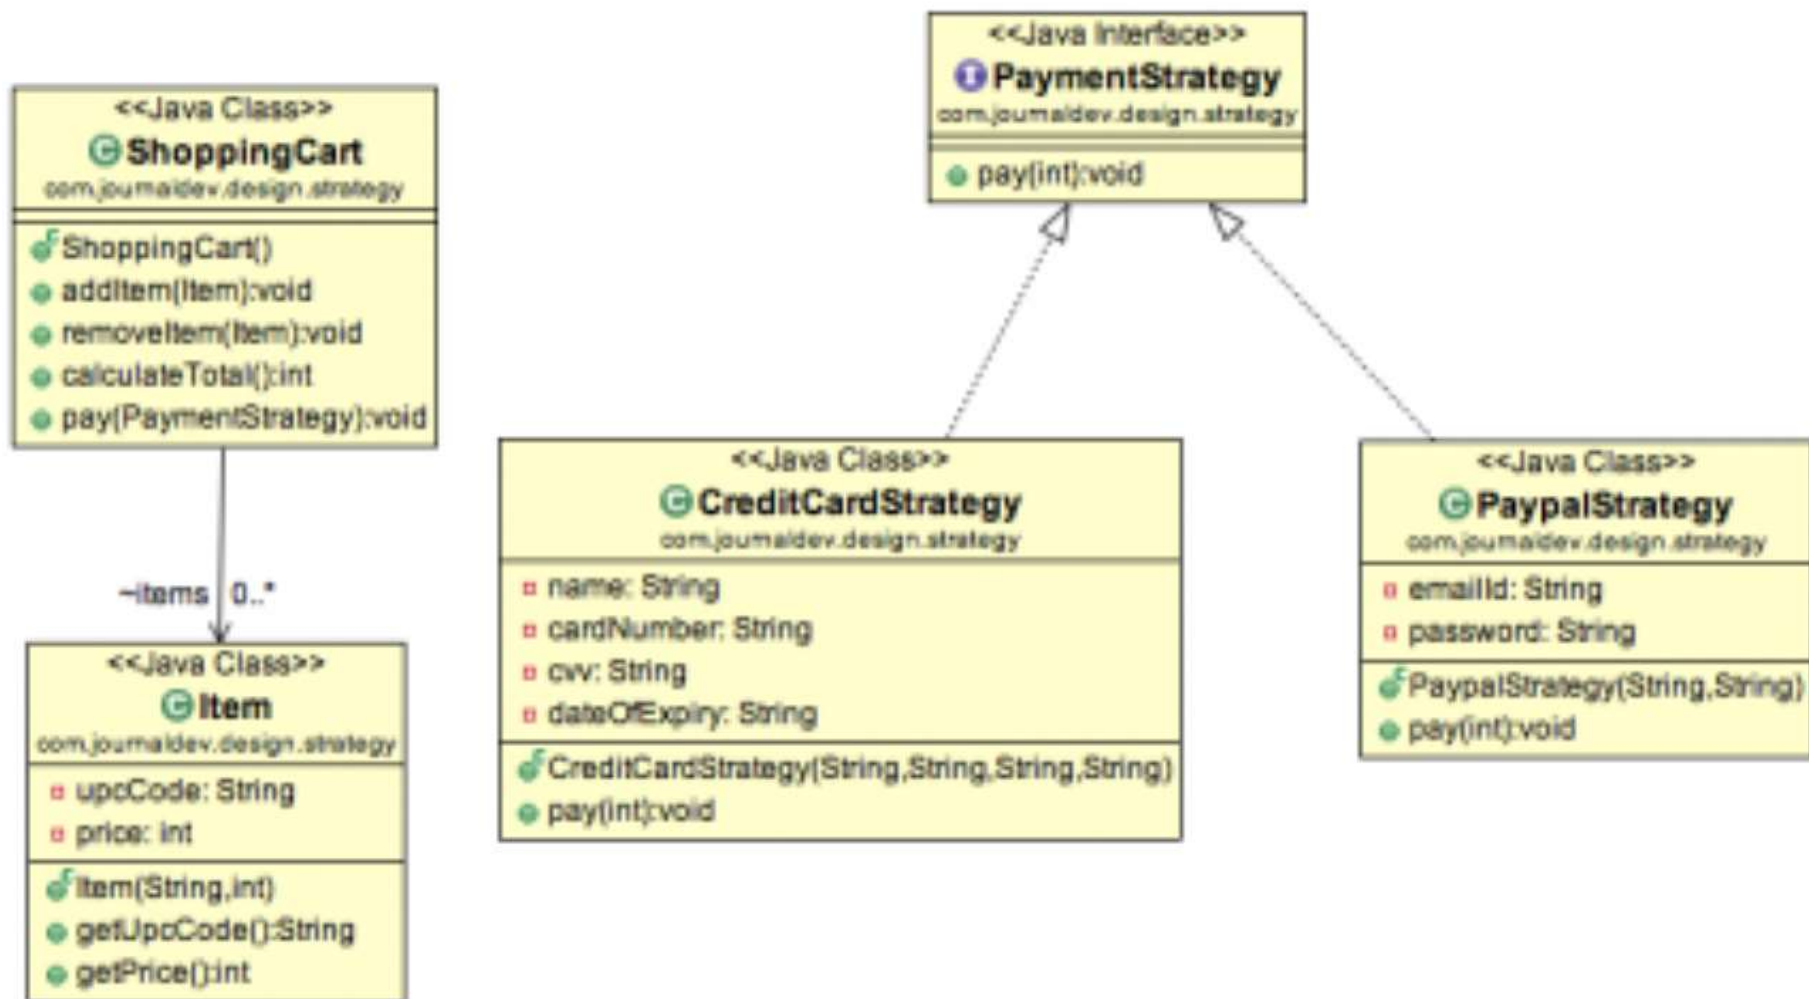 <<Java Class>>
ShoppingCart
com.journaldev.design.strategy
ShoppingCart()
addItem(Item):void
removeItem(Item):void
calculateTotal():int
pay(PaymentStrategy):void
~items 0..*
<<Java Class>>
Item
com.journaldev.design.strategy
upcCode: String
price: int
Item(String,int)
getUpcCode():String
getPrice():int
<<Java Interface>>
PaymentStrategy
com.journaldev.design.strategy
pay(int):void
<<Java Class>>
CreditCardStrategy
com.journaldev.design.strategy
name: String
cardNumber: String
cvv: String
dateOfExpiry: String
CreditCardStrategy(String,String,String,String)
pay(int):void
<<Java Class>>
PaypalStrategy
com.journaldev.design.strategy
emailId: String
password: String
PaypalStrategy(String,String)
pay(int):void